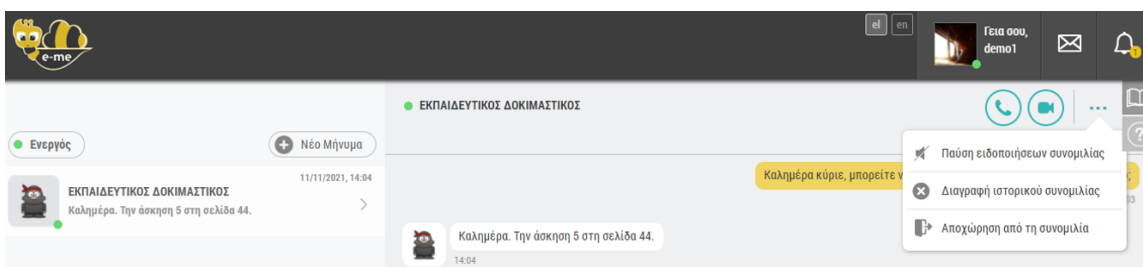 e-me
el en
Γεια σου,
demo1
1
ΕΚΠΑΙΔΕΥΤΙΚΟΣ ΔΟΚΙΜΑΣΤΙΚΟΣ
Ενεργός
Νέο Μήνυμα
ΕΚΠΑΙΔΕΥΤΙΚΟΣ ΔΟΚΙΜΑΣΤΙΚΟΣ
11/11/2021, 14:04
Καλημέρα. Την άσκηση 5 στη σελίδα 44.
Καλημέρα κύριε, μπορείτε ν
03
Καλημέρα. Την άσκηση 5 στη σελίδα 44.
14:04
Παύση ειδοποιήσεων συνομιλίας
Διαγραφή ιστορικού συνομιλίας
Αποχώρηση από τη συνομιλία